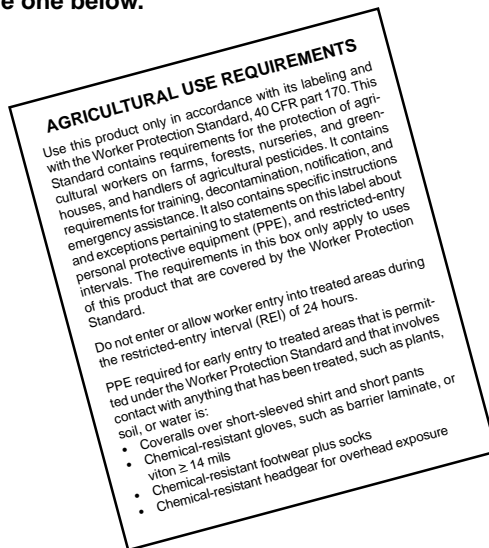 e one below.
AGRICULTURAL USE REQUIREMENTS
Use this product only in accordance with its labeling and
with the Worker Protection Standard, 40 CFR part 170. This
Standard contains requirements for the protection of agri-
cultural workers on farms, forests, nurseries, and green-
houses, and handlers of agricultural pesticides. It contains
requirements for training, decontamination, notification, and
emergency assistance. It also contains specific instructions
and exceptions pertaining to statements on this label about
personal protective equipment (PPE), and restricted-entry
intervals. The requirements in this box only apply to uses
of this product that are covered by the Worker Protection
Standard.
Do not enter or allow worker entry into treated areas during
the restricted-entry interval (REI) of 24 hours.
PPE required for early entry to treated areas that is permit-
ted under the Worker Protection Standard and that involves
contact with anything that has been treated, such as plants,
soil, or water is:
• Coveralls over short-sleeved shirt and short pants
• Chemical-resistant gloves, such as barrier laminate, or
viton ≥ 14 mils
• Chemical-resistant footwear plus socks
• Chemical-resistant headgear for overhead exposure